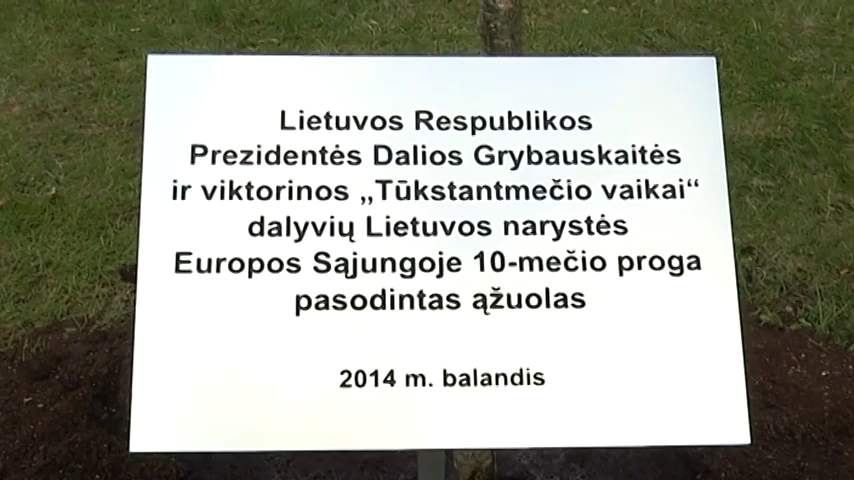 Lietuvos Respublikos
Prezidentės Dalios Grybauskaitės
ir viktorinos „Tūkstantmečio vaikai“
dalyvių Lietuvos narystės
Europos Sąjungoje 10-mečio proga
pasodintas ąžuolas
2014 m. balandis